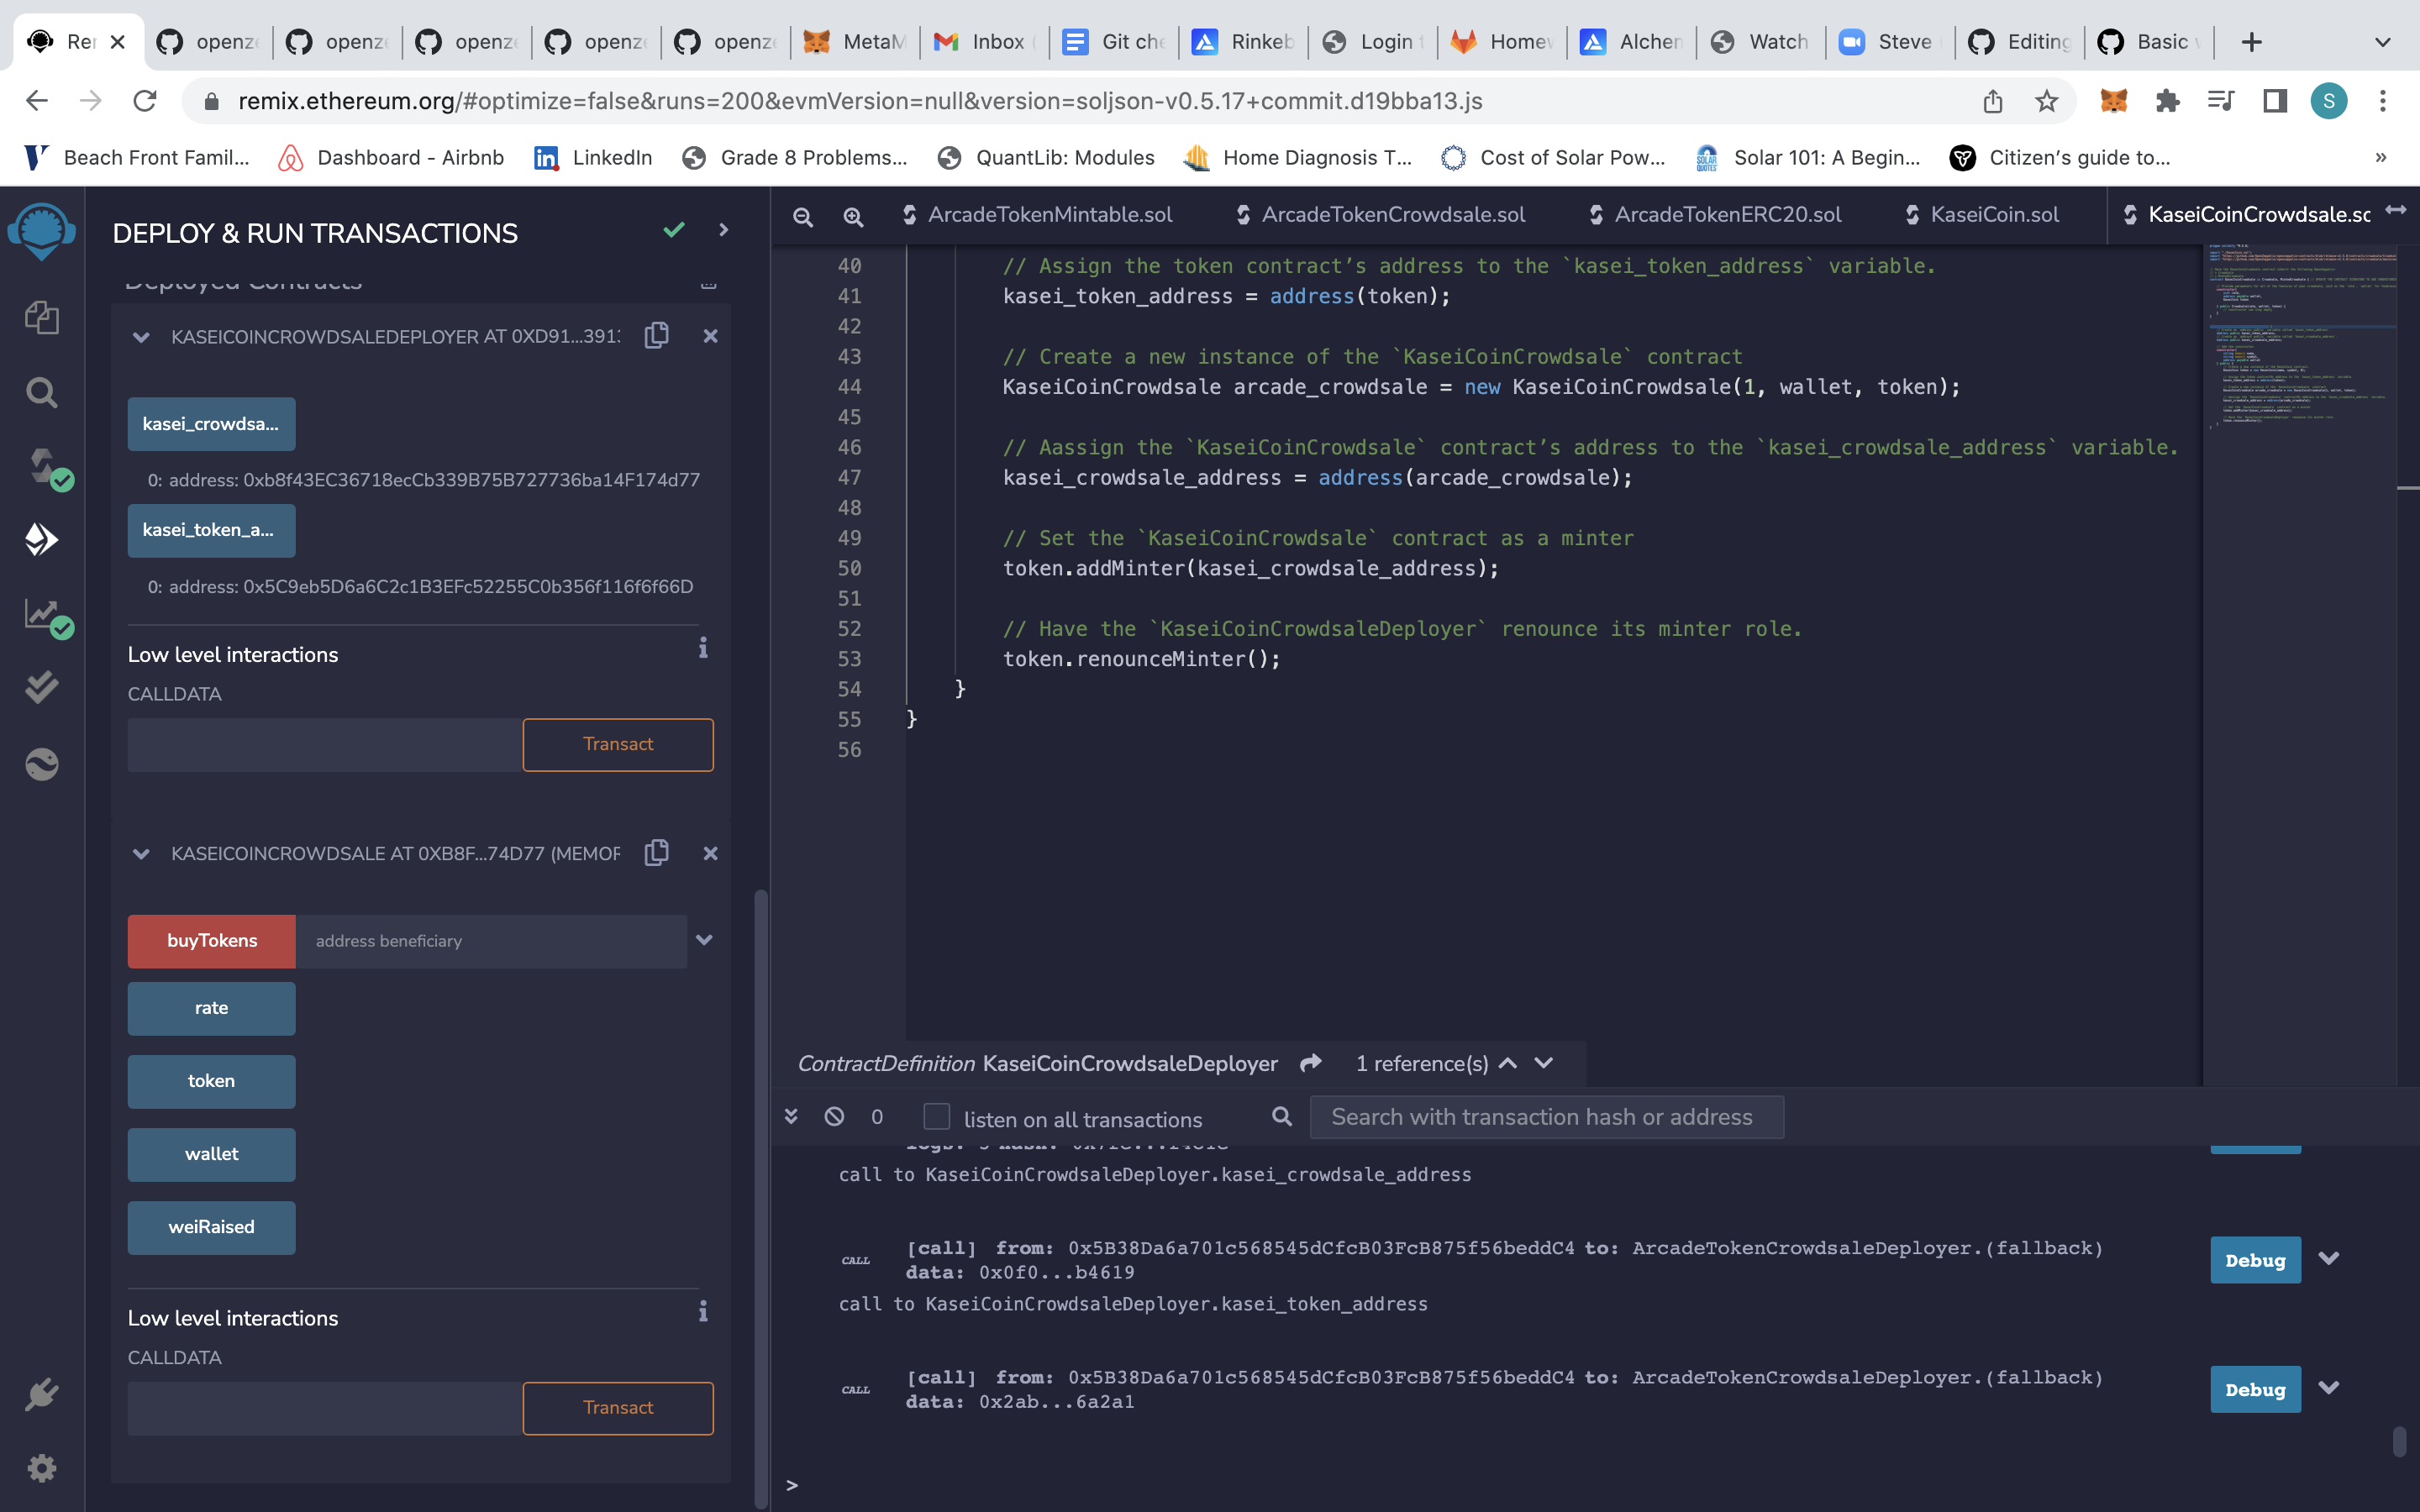 Rer
openze
openze
openzc
openze
openze
MetaM
Inbox (
Git che
Rinkeb
Login t
Homew
Alchen
Watch
Steve
Editing
Basic v
remix.ethereum.org/#optimize=false&runs=200&evmVersion=null&version=soljson-v0.5.17+commit.d19bba13.js
S
Beach Front Famil...
Dashboard - Airbnb
LinkedIn
Grade 8 Problems...
QuantLib: Modules
Home Diagnosis T...
Cost of Solar Pow...
Solar 101: A Begin...
Citizen's guide to...
»
DEPLOY & RUN TRANSACTIONS
Deployed Contracts
KASEICOINCROWDSALEDEPLOYER AT 0XD91...391
kasei_crowdsa...
0: address: 0xb8f43EC36718ecCb339B75B727736ba14F174d77
kasei_token_a...
0: address: 0x5C9eb5D6a6C2c1B3EFc52255C0b356f116f6f66D
Low level interactions
CALLDATA
Transact
KASEICOINCROWDSALE AT 0XB8F...74D77 (MEMOR
buyTokens address beneficiary
rate
token
wallet
weiRaised
Low level interactions
CALLDATA
Transact
ArcadeTokenMintable.sol
ArcadeTokenCrowdsale.sol
ArcadeTokenERC20.sol
KaseiCoin.sol
KaseiCoinCrowdsale.sc
40 // Assign the token contract’s address to the `kasei_token_address` variable.
41 kasei_token_address = address(token);
42
43 // Create a new instance of the `KaseiCoinCrowdsale` contract
44 KaseiCoinCrowdsale arcade_crowdsale = new KaseiCoinCrowdsale(1, wallet, token);
45
46 // Aassign the `KaseiCoinCrowdsale` contract’s address to the `kasei_crowdsale_address` variable.
47 kasei_crowdsale_address = address(arcade_crowdsale);
48
49 // Set the `KaseiCoinCrowdsale` contract as a minter
50 token.addMinter(kasei_crowdsale_address);
51
52 // Have the `KaseiCoinCrowdsaleDeployer` renounce its minter role.
53 token.renounceMinter();
54 }
55 }
56
ContractDefinition KaseiCoinCrowdsaleDeployer 1 reference(s)
0 listen on all transactions Search with transaction hash or address
call to KaseiCoinCrowdsaleDeployer.kasei_crowdsale_address
CALL [call] from: 0x5B38Da6a701c568545dCfcB03FcB875f56beddC4 to: ArcadeTokenCrowdsaleDeployer.(fallback)
data: 0x0f0...b4619
Debug
call to KaseiCoinCrowdsaleDeployer.kasei_token_address
CALL [call] from: 0x5B38Da6a701c568545dCfcB03FcB875f56beddC4 to: ArcadeTokenCrowdsaleDeployer.(fallback)
data: 0x2ab...6a2a1
Debug
>